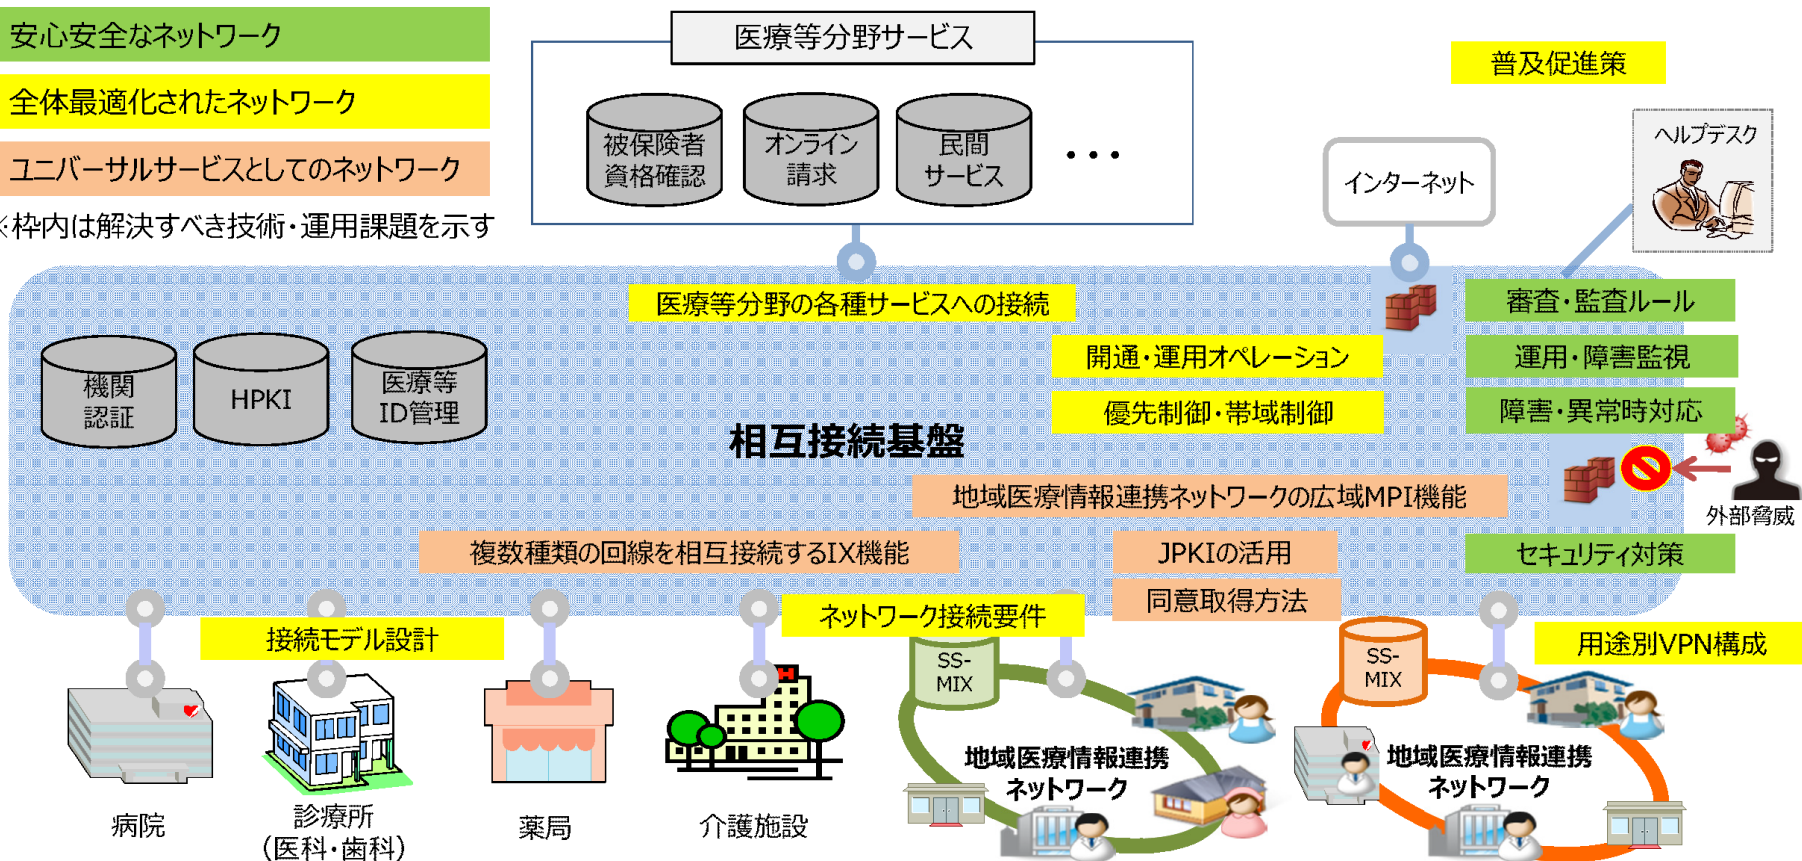 安心安全なネットワーク
全体最適化されたネットワーク
ユニバーサルサービスとしてのネットワーク
※枠内は解決すべき技術・運用課題を示す
医療等分野サービス
被保険者
資格確認
オンライン
請求
民間
サービス
・・・
普及促進策
ヘルプデスク
インターネット
医療等分野の各種サービスへの接続
開通・運用オペレーション
優先制御・帯域制御
審査・監査ルール
運用・障害監視
障害・異常時対応
機関
認証
HPKI
医療等
ID管理
相互接続基盤
外部脅威
地域医療情報連携ネットワークの広域MPI機能
複数種類の回線を相互接続するIX機能
JPKIの活用
同意取得方法
セキュリティ対策
接続モデル設計
ネットワーク接続要件
用途別VPN構成
SS-
MIX
SS-
MIX
地域医療情報連携
ネットワーク
地域医療情報連携
ネットワーク
病院
診療所
(医科・歯科)
薬局
介護施設